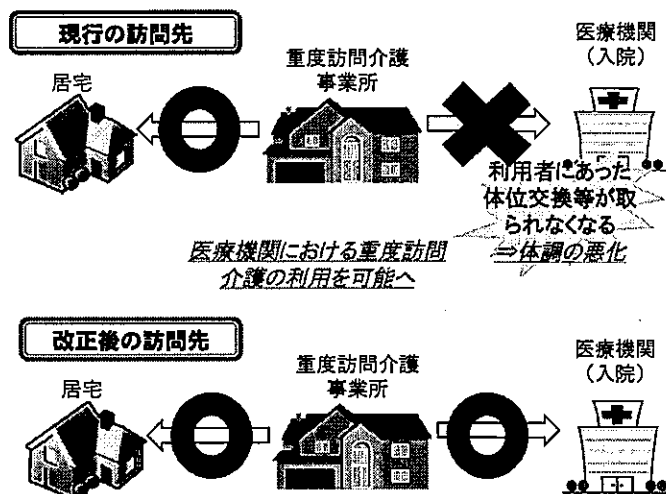 現行の訪問先
居宅
重度訪問介護
事業所
医療機関
（入院）
利用者にあった
体位交換等が取
られなくなる
⇒体調の悪化
医療機関における重度訪問
介護の利用を可能へ
改正後の訪問先
居宅
重度訪問介護
事業所
医療機関
（入院）